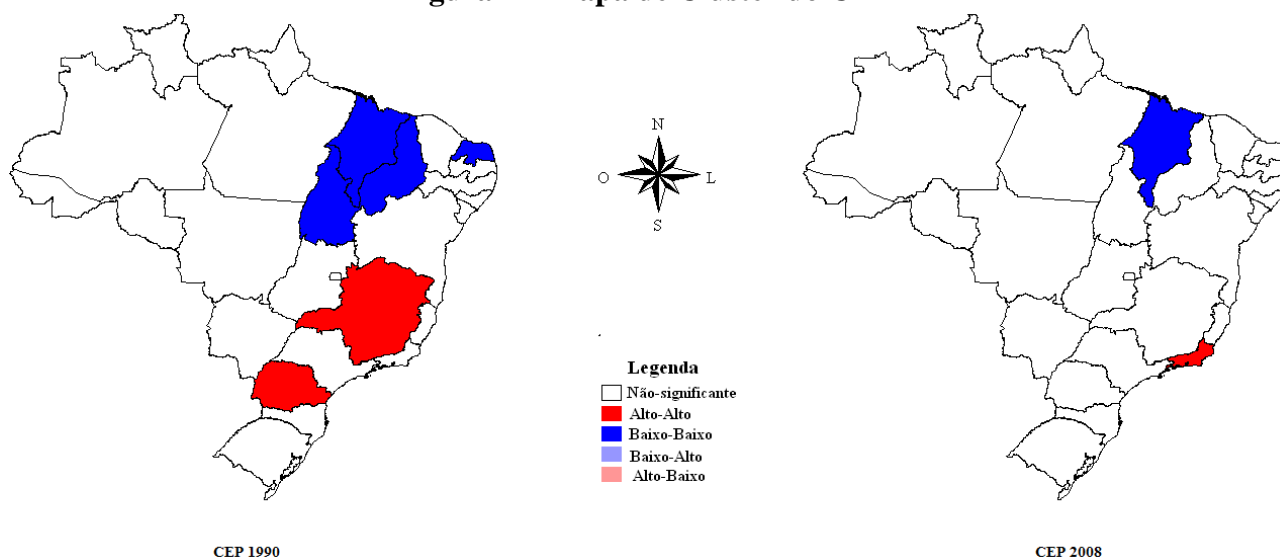 N
O L
S
Legenda
Não-significante
Alto-Alto
Baixo-Baixo
Baixo-Alto
Alto-Baixo
CEP 1990
CEP 2008